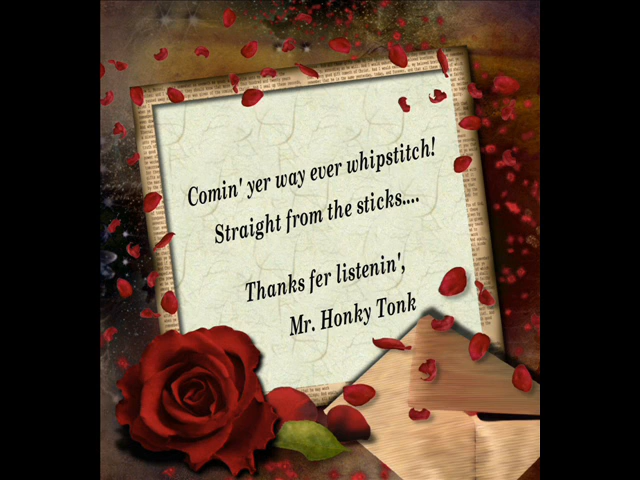 Comin' yer way ever whipstitch!
Straight from the sticks....
Thanks fer listenin',
Mr. Honky Tonk